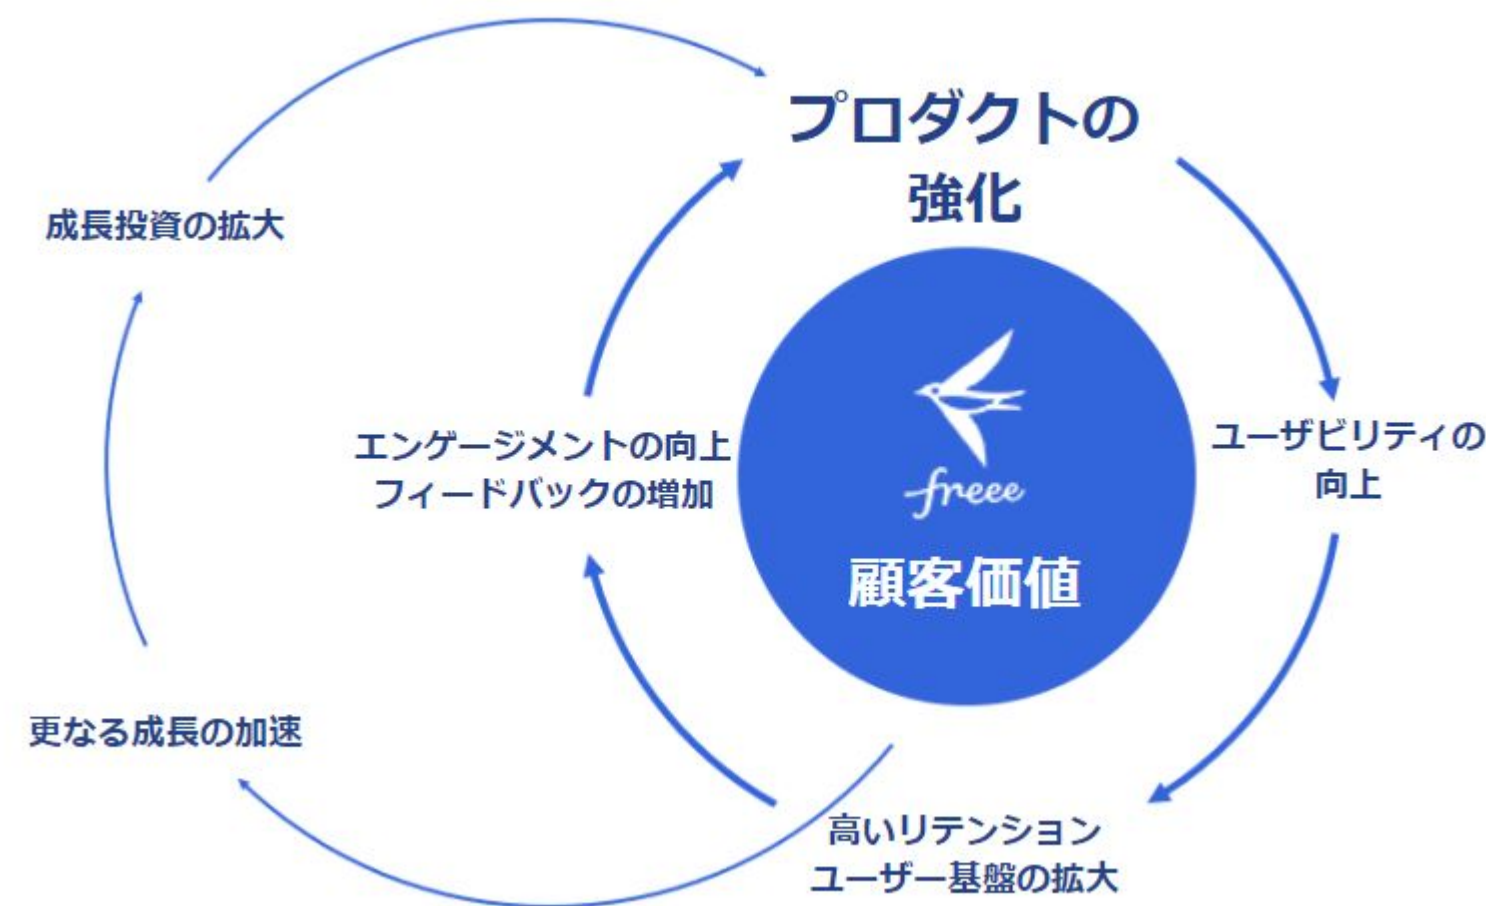 プロダクトの
強化
成長投資の拡大
エンゲージメントの向上
フィードバックの増加
freee
顧客価値
ユーザビリティの
向上
更なる成長の加速
高いリテンション
ユーザー基盤の拡大